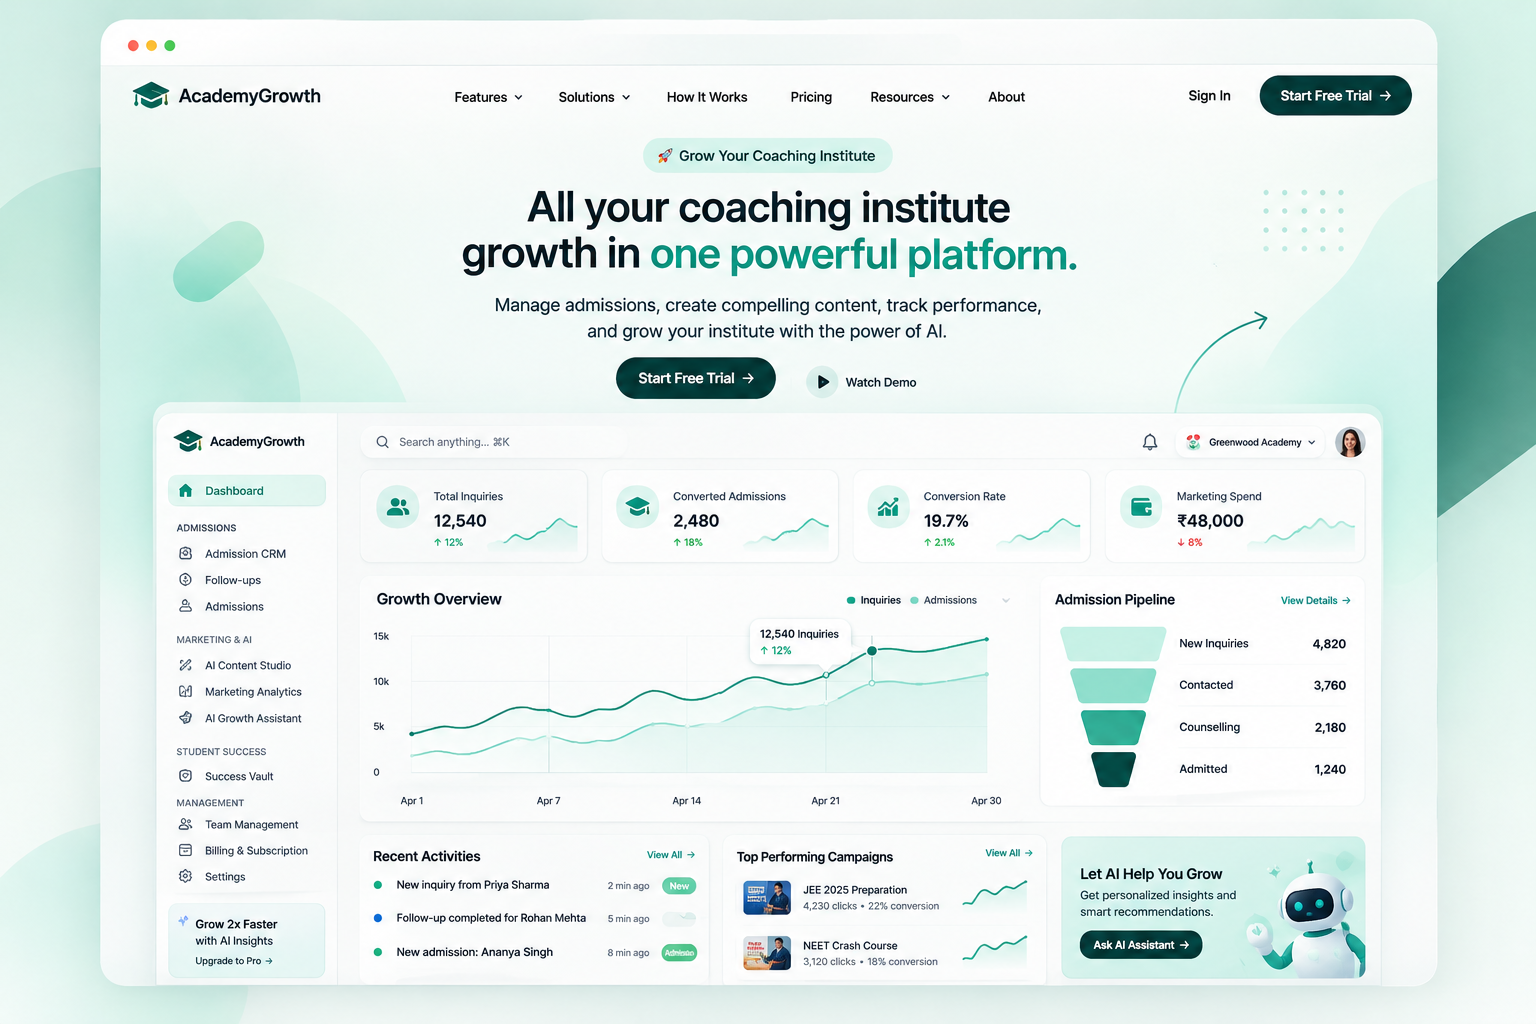 AcademyGrowth
Features
Solutions
How It Works
Pricing
Resources
About
Sign In
Start Free Trial →
🚀 Grow Your Coaching Institute
All your coaching institute
growth in one powerful platform.
Manage admissions, create compelling content, track performance,
and grow your institute with the power of AI.
Start Free Trial →
Watch Demo
AcademyGrowth
Search anything... ⌘K
Greenwood Academy
Dashboard
ADMISSIONS
Admission CRM
Follow-ups
Admissions
MARKETING & AI
AI Content Studio
Marketing Analytics
AI Growth Assistant
STUDENT SUCCESS
Success Vault
MANAGEMENT
Team Management
Billing & Subscription
Settings
Grow 2x Faster
with AI Insights
Upgrade to Pro →
Total Inquiries
12,540
↑ 12%
Converted Admissions
2,480
↑ 18%
Conversion Rate
19.7%
↑ 2.1%
Marketing Spend
₹48,000
↓ 8%
Growth Overview
Inquiries
Admissions
15k
10k
5k
0
12,540 Inquiries
↑ 12%
Apr 1
Apr 7
Apr 14
Apr 21
Apr 30
Admission Pipeline
View Details →
New Inquiries 4,820
Contacted 3,760
Counselling 2,180
Admitted 1,240
Recent Activities
View All →
New inquiry from Priya Sharma 2 min ago New
Follow-up completed for Rohan Mehta 5 min ago
New admission: Ananya Singh 8 min ago
Top Performing Campaigns
View All →
JEE 2025 Preparation
4,230 clicks • 22% conversion
NEET Crash Course
3,120 clicks • 18% conversion
Let AI Help You Grow
Get personalized insights and
smart recommendations.
Ask AI Assistant →